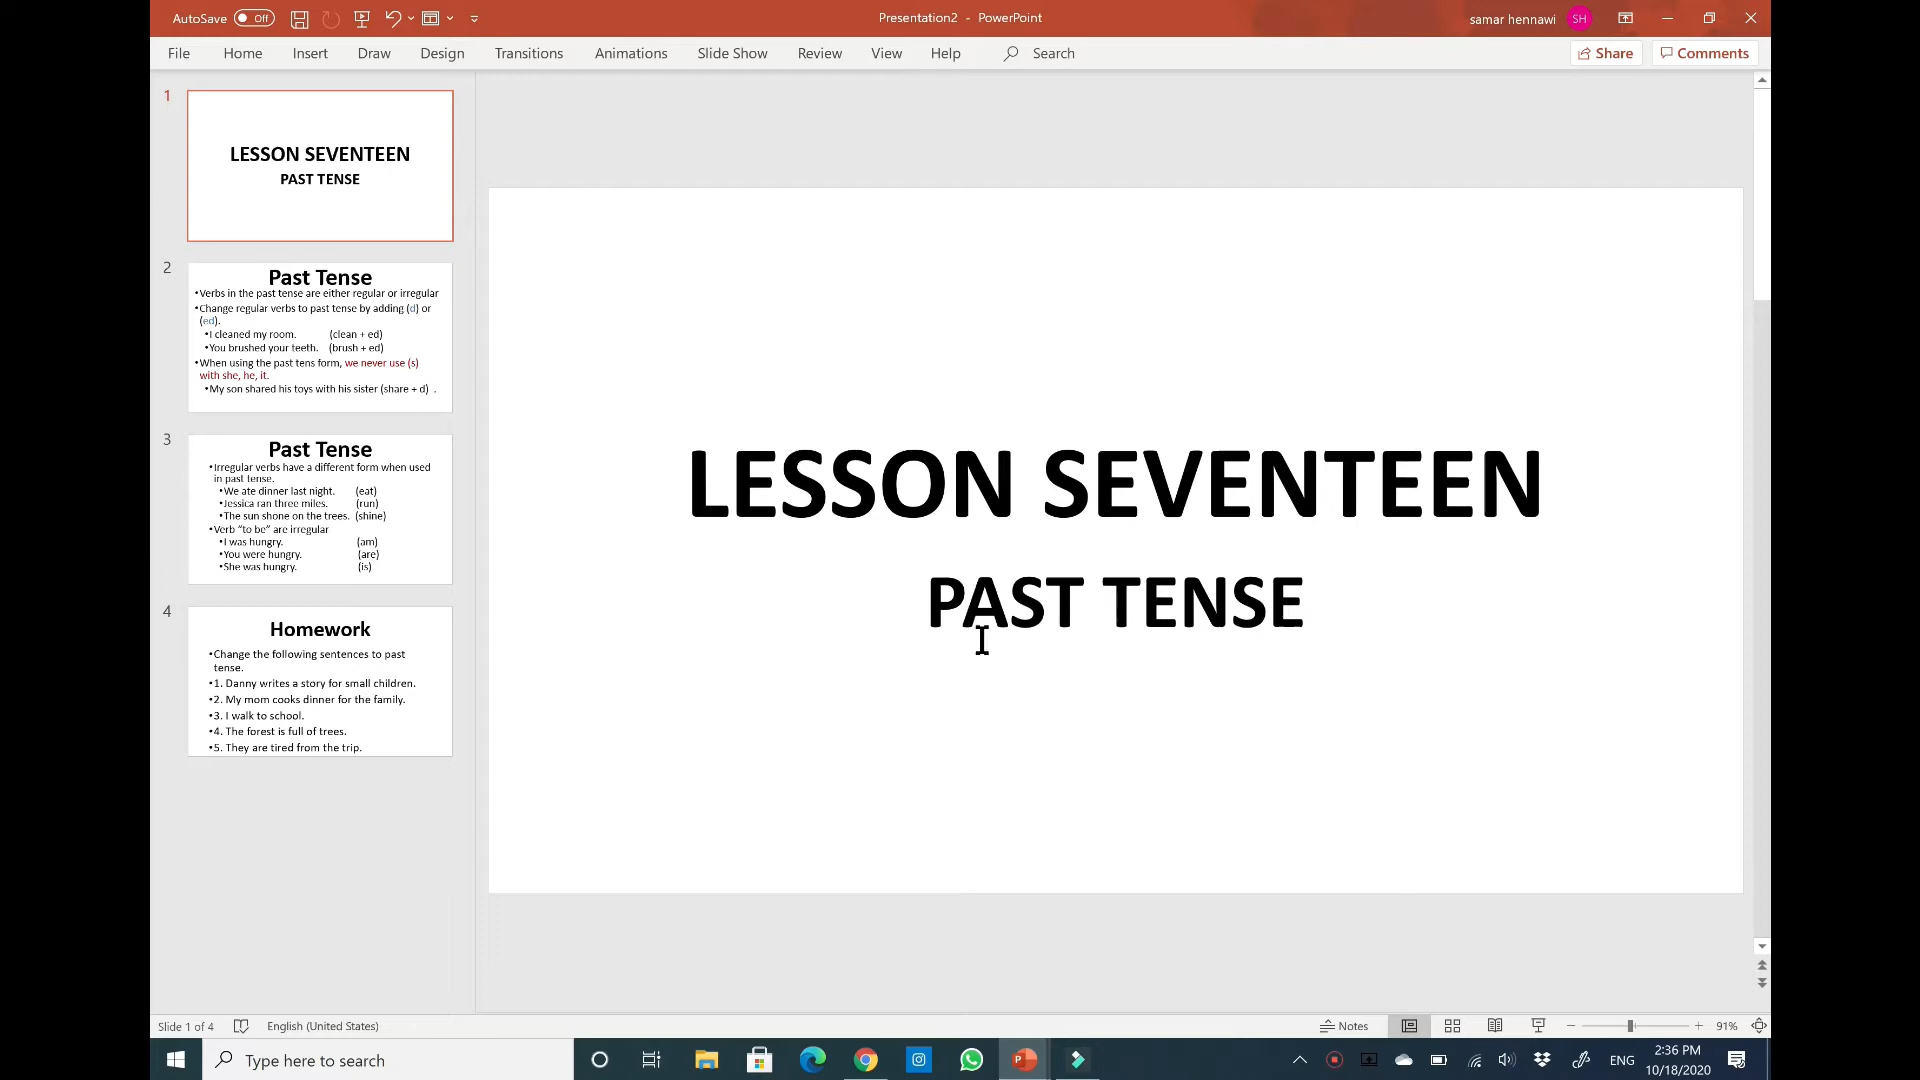 AutoSave Off
Presentation2 - PowerPoint
samar hennawi SH
File Home Insert Draw Design Transitions Animations Slide Show Review View Help Search Share Comments
1
LESSON SEVENTEEN
PAST TENSE
2
Past Tense
•Verbs in the past tense are either regular or irregular
•Change regular verbs to past tense by adding (d) or
(ed).
•I cleaned my room. (clean + ed)
•You brushed your teeth. (brush + ed)
•When using the past tens form, we never use (s)
with she, he, it.
•My son shared his toys with his sister (share + d) .
3
Past Tense
•Irregular verbs have a different form when used
in past tense.
•We ate dinner last night. (eat)
•Jessica ran three miles. (run)
•The sun shone on the trees. (shine)
•Verb “to be” are irregular
•I was hungry. (am)
•You were hungry. (are)
•She was hungry. (is)
4
Homework
•Change the following sentences to past
tense.
•1. Danny writes a story for small children.
•2. My mom cooks dinner for the family.
•3. I walk to school.
•4. The forest is full of trees.
•5. They are tired from the trip.
LESSON SEVENTEEN
PAST TENSE
Slide 1 of 4 English (United States) Notes 91%
Type here to search
ENG
2:36 PM
10/18/2020